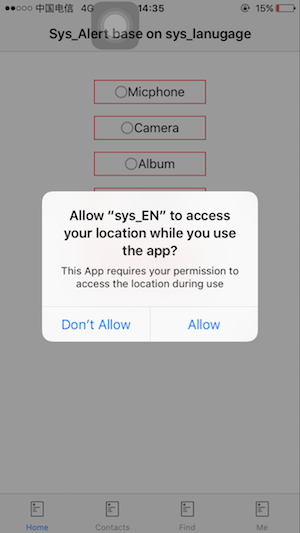 中国电信 4G 14:35 15%
Sys_Alert base on sys_lanugage
Micphone
Camera
Album
Allow “sys_EN” to access
your location while you use
the app?
This App requires your permission to
access the location during use
Don’t Allow Allow
Home Contacts Find Me